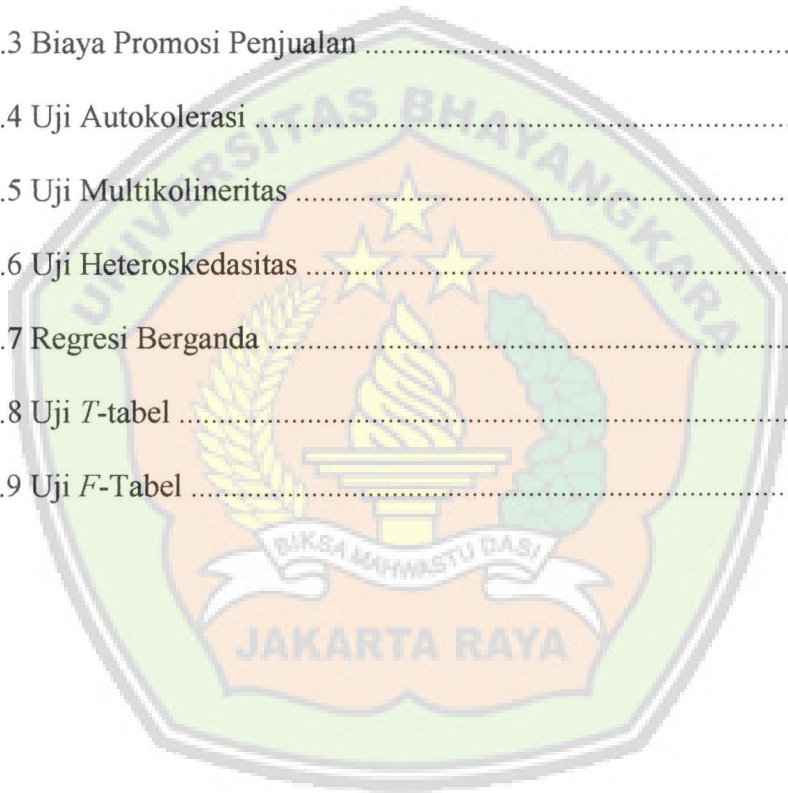 .3 Biaya Promosi Penjualan ........................................................
.4 Uji Autokolerasi ........................................................................
.5 Uji Multikolineritas ..................................................................
.6 Uji Heteroskedasitas ................................................................
.7 Regresi Berganda .....................................................................
.8 Uji T-tabel .................................................................................
.9 Uji F-Tabel ...............................................................................
UNIVERSITAS BHAYANGKARA
BIKSA MAHWASTU DASI
JAKARTA RAYA